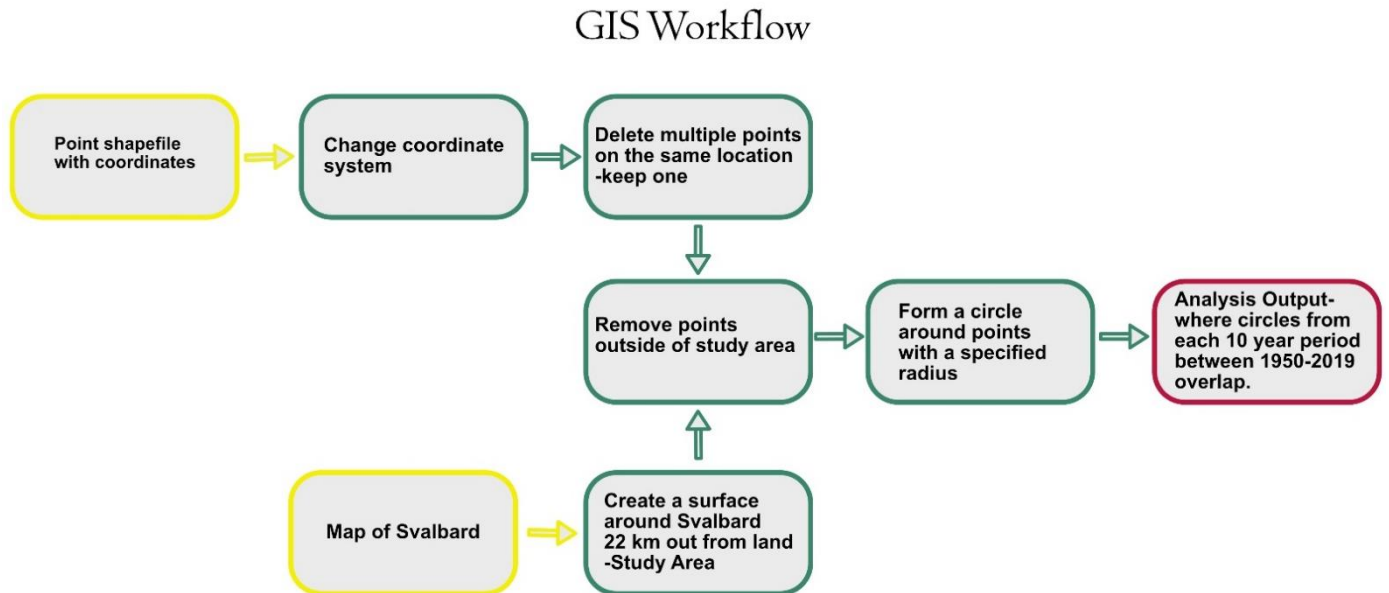 GIS Workflow
Point shapefile
with coordinates
Change coordinate
system
Delete multiple points
on the same location
-keep one
Remove points
outside of study area
Form a circle
around points
with a specified
radius
Analysis Output-
where circles from
each 10 year period
between 1950-2019
overlap.
Map of Svalbard
Create a surface
around Svalbard
22 km out from land
-Study Area